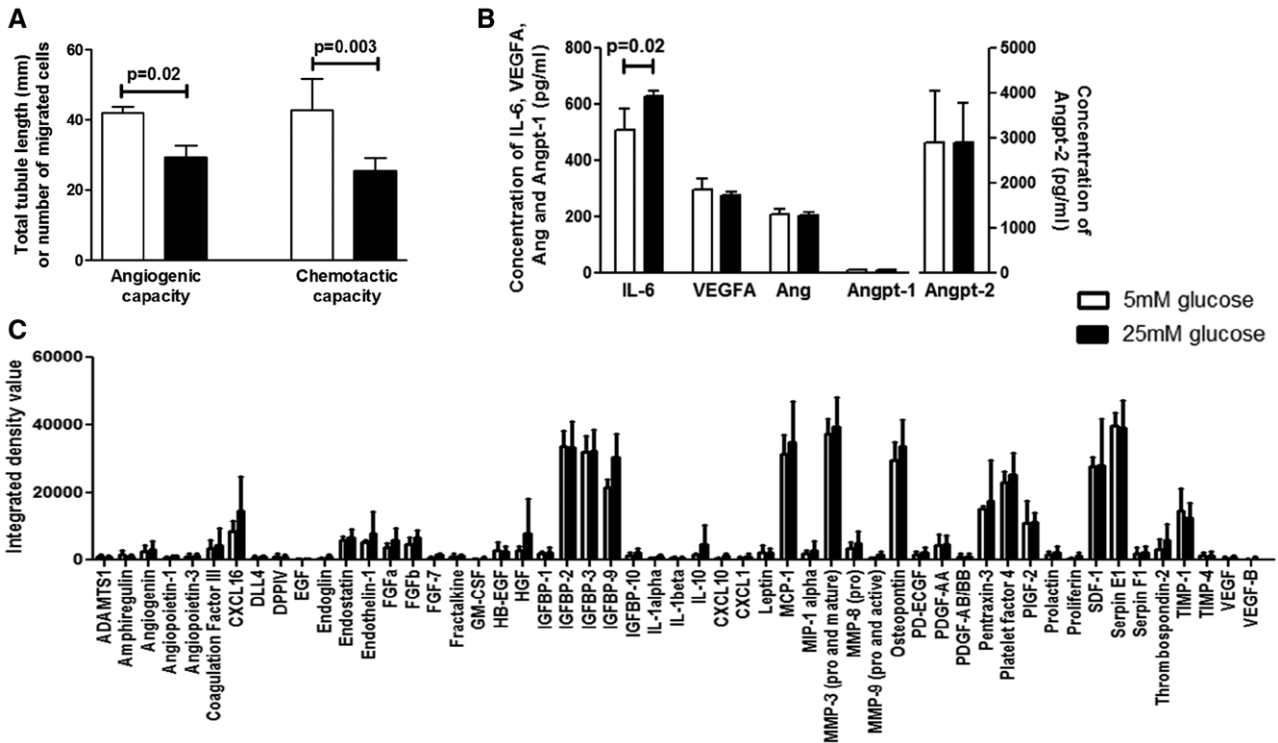 A
Total tubule length (mm)
or number of migrated cells
60
40
20
0
p=0.02
p=0.003
Angiogenic
capacity
Chemotactic
capacity
B
Concentration of IL-6, VEGFA,
Ang and Angpt-1 (pg/ml)
800
600
400
200
0
p=0.02
IL-6
VEGFA
Ang
Angpt-1
Angpt-2
5000
4000
3000
2000
1000
0
Concentration of
Angpt-2 (pg/ml)
5mM glucose
25mM glucose
C
Integrated density value
60000
40000
20000
0
ADAMTS1
Amphiregulin
Angiogenin
Angiopoietin-1
Angiopoietin-3
Coagulation Factor III
CXCL16
DLL4
DPPIV
EGF
Endoglin
Endostatin
Endothelin-1
FGFa
FGFb
FGF-7
Fractalkine
GM-CSF
HB-EGF
HGF
IGFBP-1
IGFBP-2
IGFBP-3
IGFBP-9
IGFBP-10
IL-1alpha
IL-1beta
IL-10
CXCL10
CXCL1
Leptin
MCP-1
MIP-1 alpha
MMP-3 (pro and mature)
MMP-8 (pro)
MMP-9 (pro and active)
Osteopontin
PD-ECGF
PDGF-AA
PDGF-AB/BB
Pentraxin-3
Platelet factor 4
PlGF-2
Prolactin
Proliferin
SDF-1
Serpin E1
Serpin F1
Thrombospondin-2
TIMP-1
TIMP-4
VEGF
VEGF-B